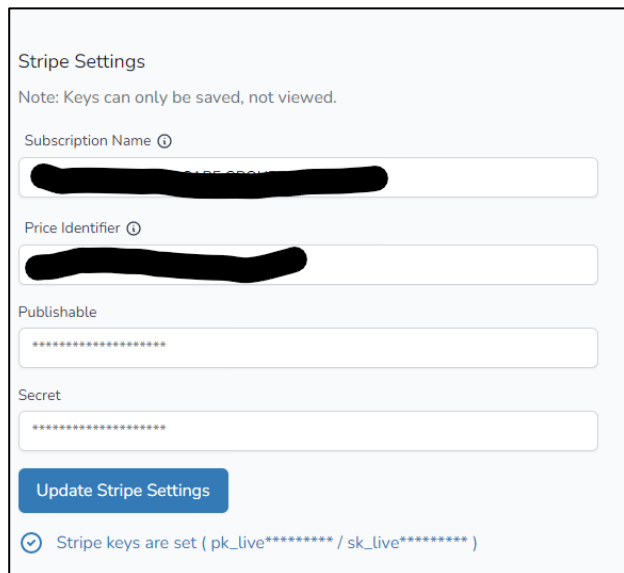 Stripe Settings
Note: Keys can only be saved, not viewed.
Subscription Name
Price Identifier
Publishable
********************
Secret
********************
Update Stripe Settings
Stripe keys are set ( pk_live********* / sk_live********* )